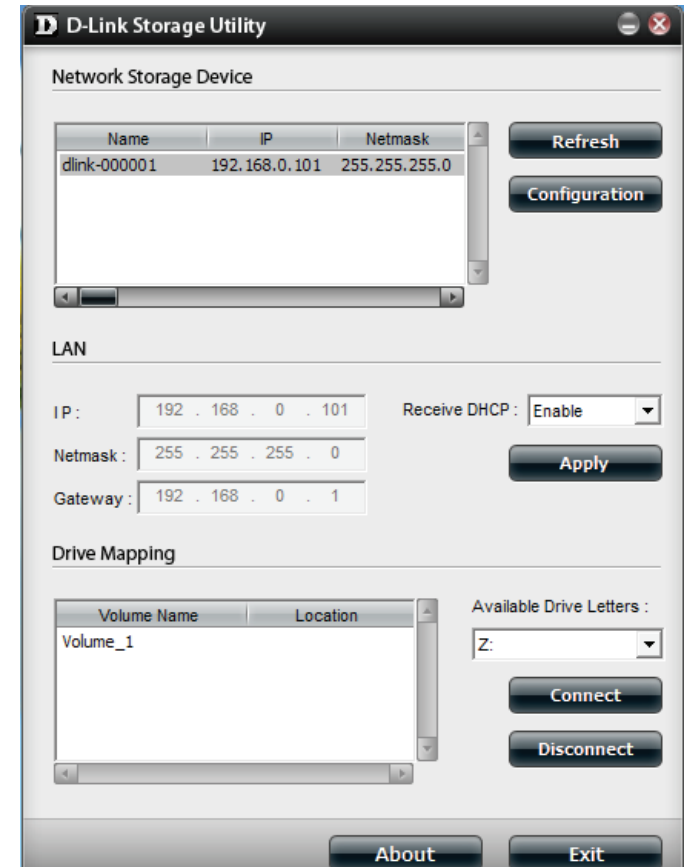 D-Link Storage Utility
Network Storage Device
Name IP Netmask
dlink-000001 192.168.0.101 255.255.255.0
Refresh
Configuration
LAN
IP : 192 . 168 . 0 . 101 Receive DHCP : Enable
Netmask : 255 . 255 . 255 . 0 Apply
Gateway : 192 . 168 . 0 . 1
Drive Mapping
Volume Name Location Available Drive Letters :
Volume_1 Z:
Connect
Disconnect
About Exit